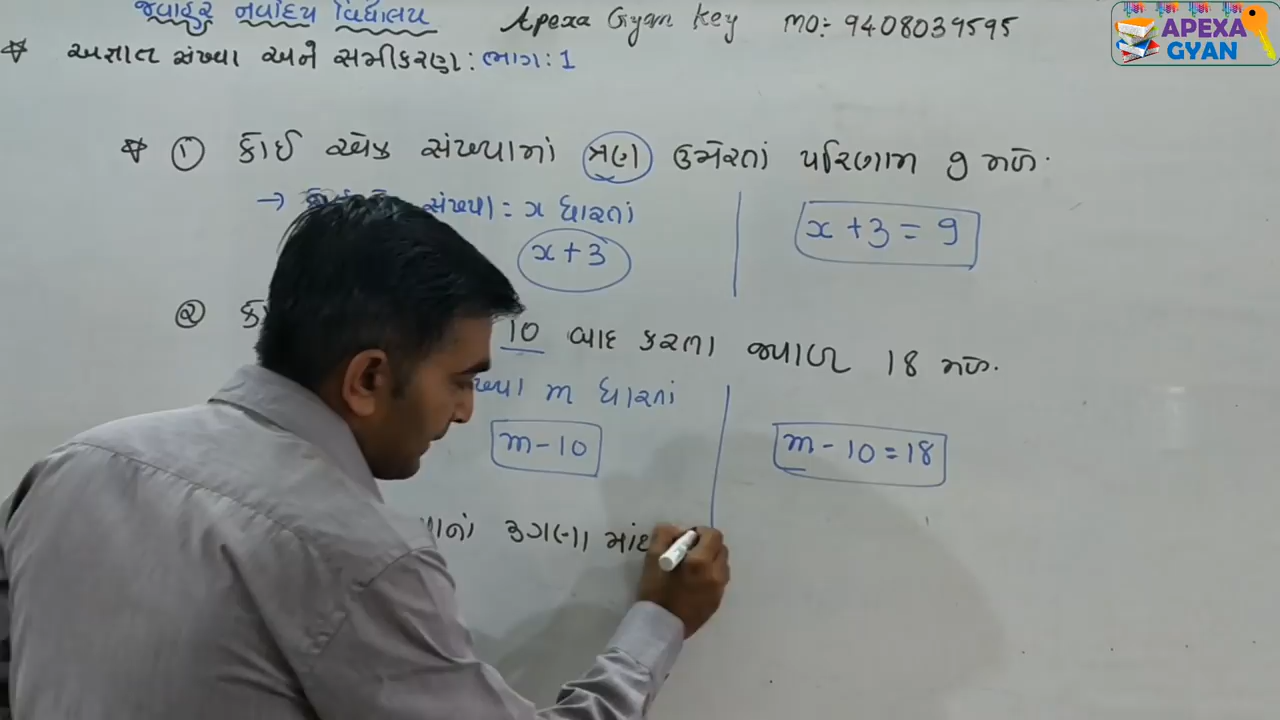 જવાહર નવોદય વિદ્યાલય Apexa Gyan Key MO: 9408039595
APEXA GYAN
અજ્ઞાત સંખ્યા અને સમીકરણ: ભાગ: 1
① કોઈ એક સંખ્યામાં ત્રણ ઉમેરતાં પરિણામ 9 મળે.
→ સંખ્યા = x ધારતાં
x + 3
x + 3 = 9
② 10 બાદ કરતા જવાબ 18 મળે.
m ધારતાં
m - 10
m - 10 = 18